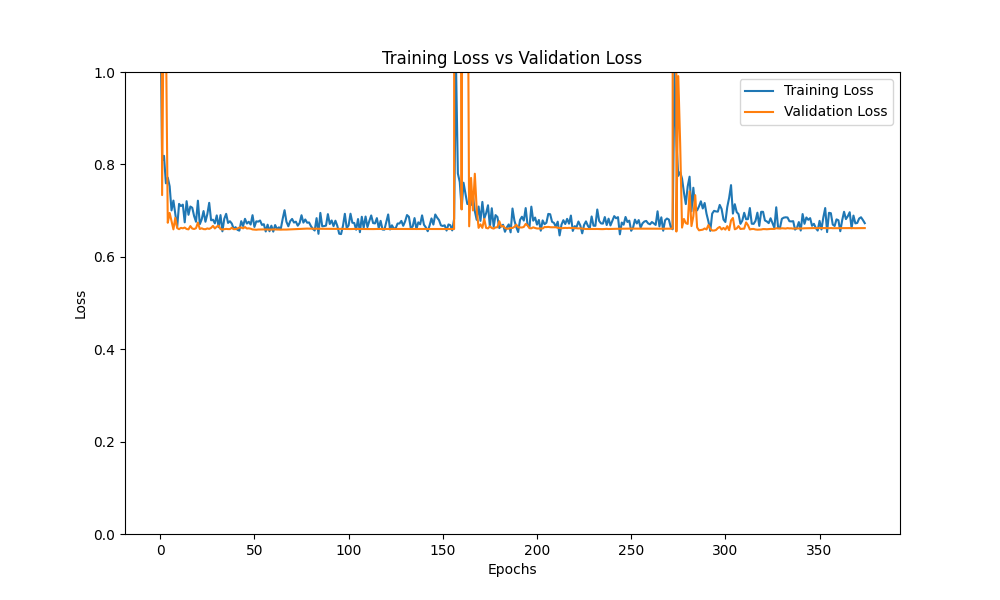 Training Loss vs Validation Loss
Training Loss
Validation Loss
1.0
0.8
0.6
0.4
0.2
0.0
Loss
0 50 100 150 200 250 300 350
Epochs